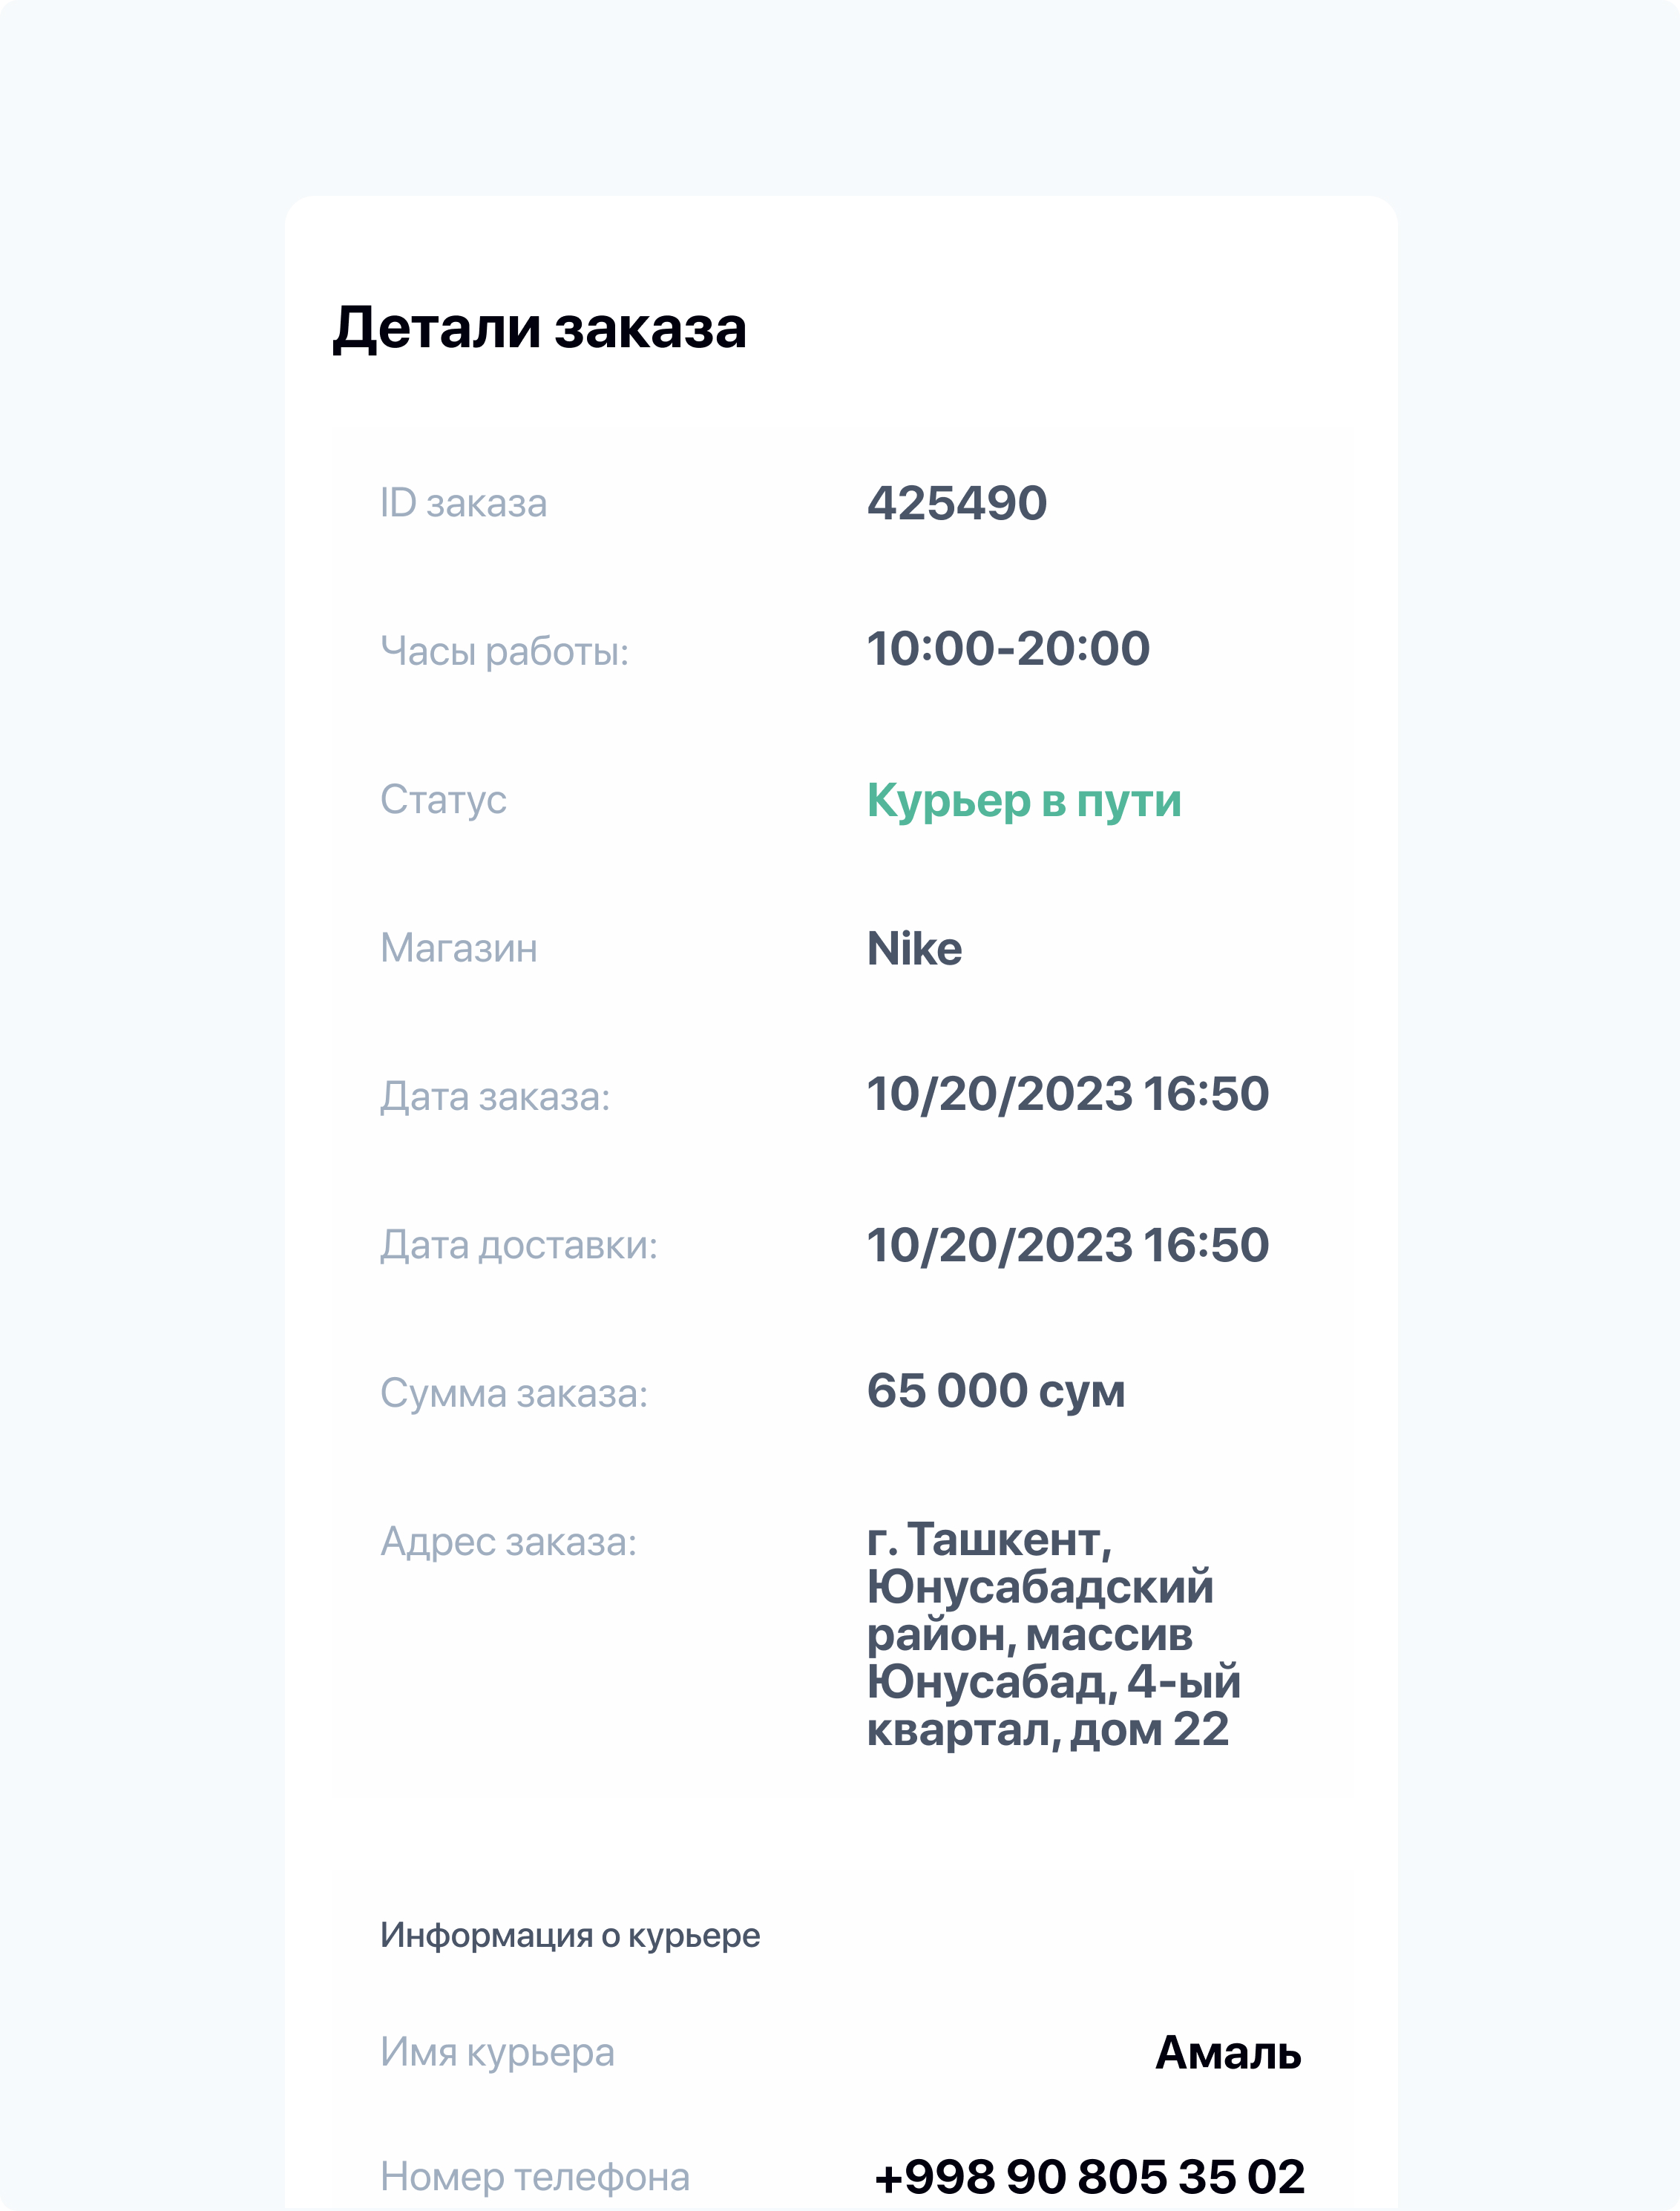 Детали заказа
ID заказа 425490
Часы работы: 10:00-20:00
Статус Курьер в пути
Магазин Nike
Дата заказа: 10/20/2023 16:50
Дата доставки: 10/20/2023 16:50
Сумма заказа: 65 000 сум
Адрес заказа: г. Ташкент,
Юнусабадский
район, массив
Юнусабад, 4-ый
квартал, дом 22
Информация о курьере
Имя курьера Амаль
Номер телефона +998 90 805 35 02